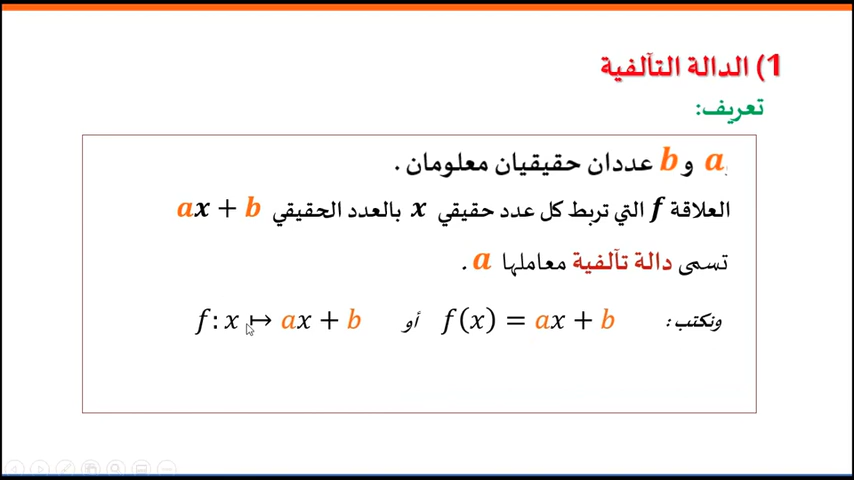 1) الدالة التآلفية
تعريف:
a و b عددان حقيقيان معلومان .
العلاقة f التي تربط كل عدد حقيقي x بالعدد الحقيقي ax + b
تسمى دالة تآلفية معاملها a .
ونكتب : f(x) = ax + b أو f: x ↦ ax + b